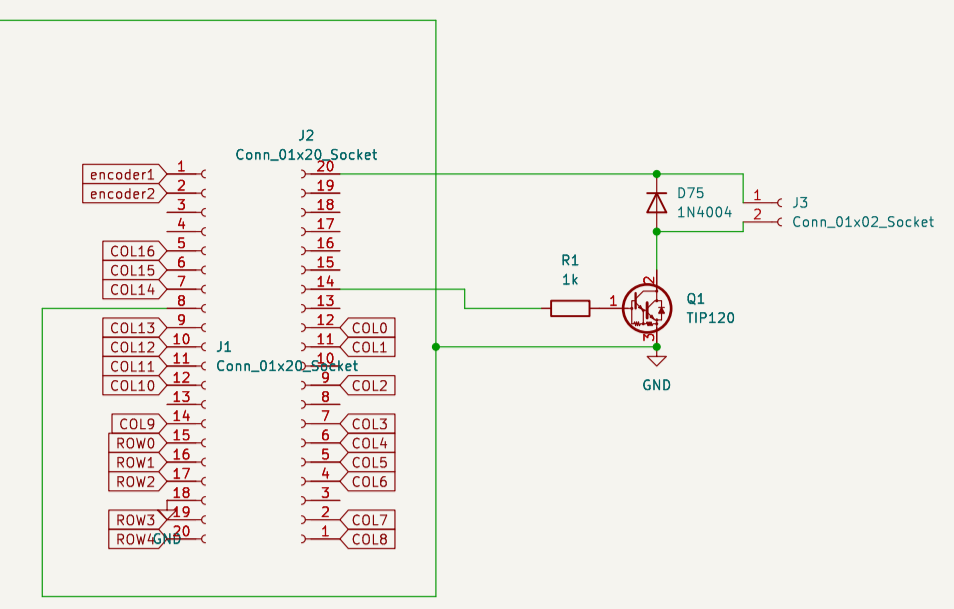 J2
Conn_01x20_Socket
encoder1 1
encoder2 2
3
4
COL16 5
COL15 6
COL14 7
8
COL13 9
COL12 10
COL11 11
COL10 12
13
COL9 14
ROW0 15
ROW1 16
ROW2 17
18
ROW3 19
ROW4 20
GND
J1
Conn_01x20_Socket
20
19
18
17
16
15
14
13
12 COL0
11 COL1
10
9 COL2
8
7 COL3
6 COL4
5 COL5
4 COL6
3
2 COL7
1 COL8
R1
1k
D75
1N4004
1
2
J3
Conn_01x02_Socket
2
1
3
Q1
TIP120
GND